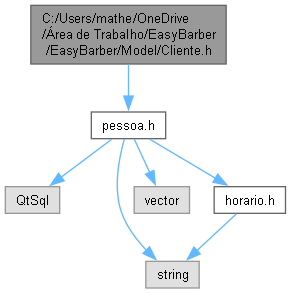 C:/Users/mathe/OneDrive
/Área de Trabalho/EasyBarber
/EasyBarber/Model/Cliente.h
pessoa.h
QtSql
vector
horario.h
string